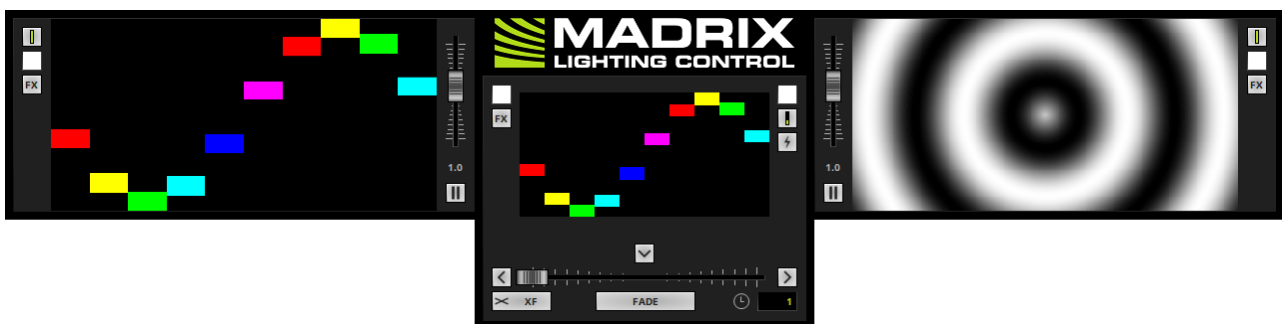 FX
1.0
MADRIX
LIGHTING CONTROL
FX
XF
FADE
1
1.0
FX